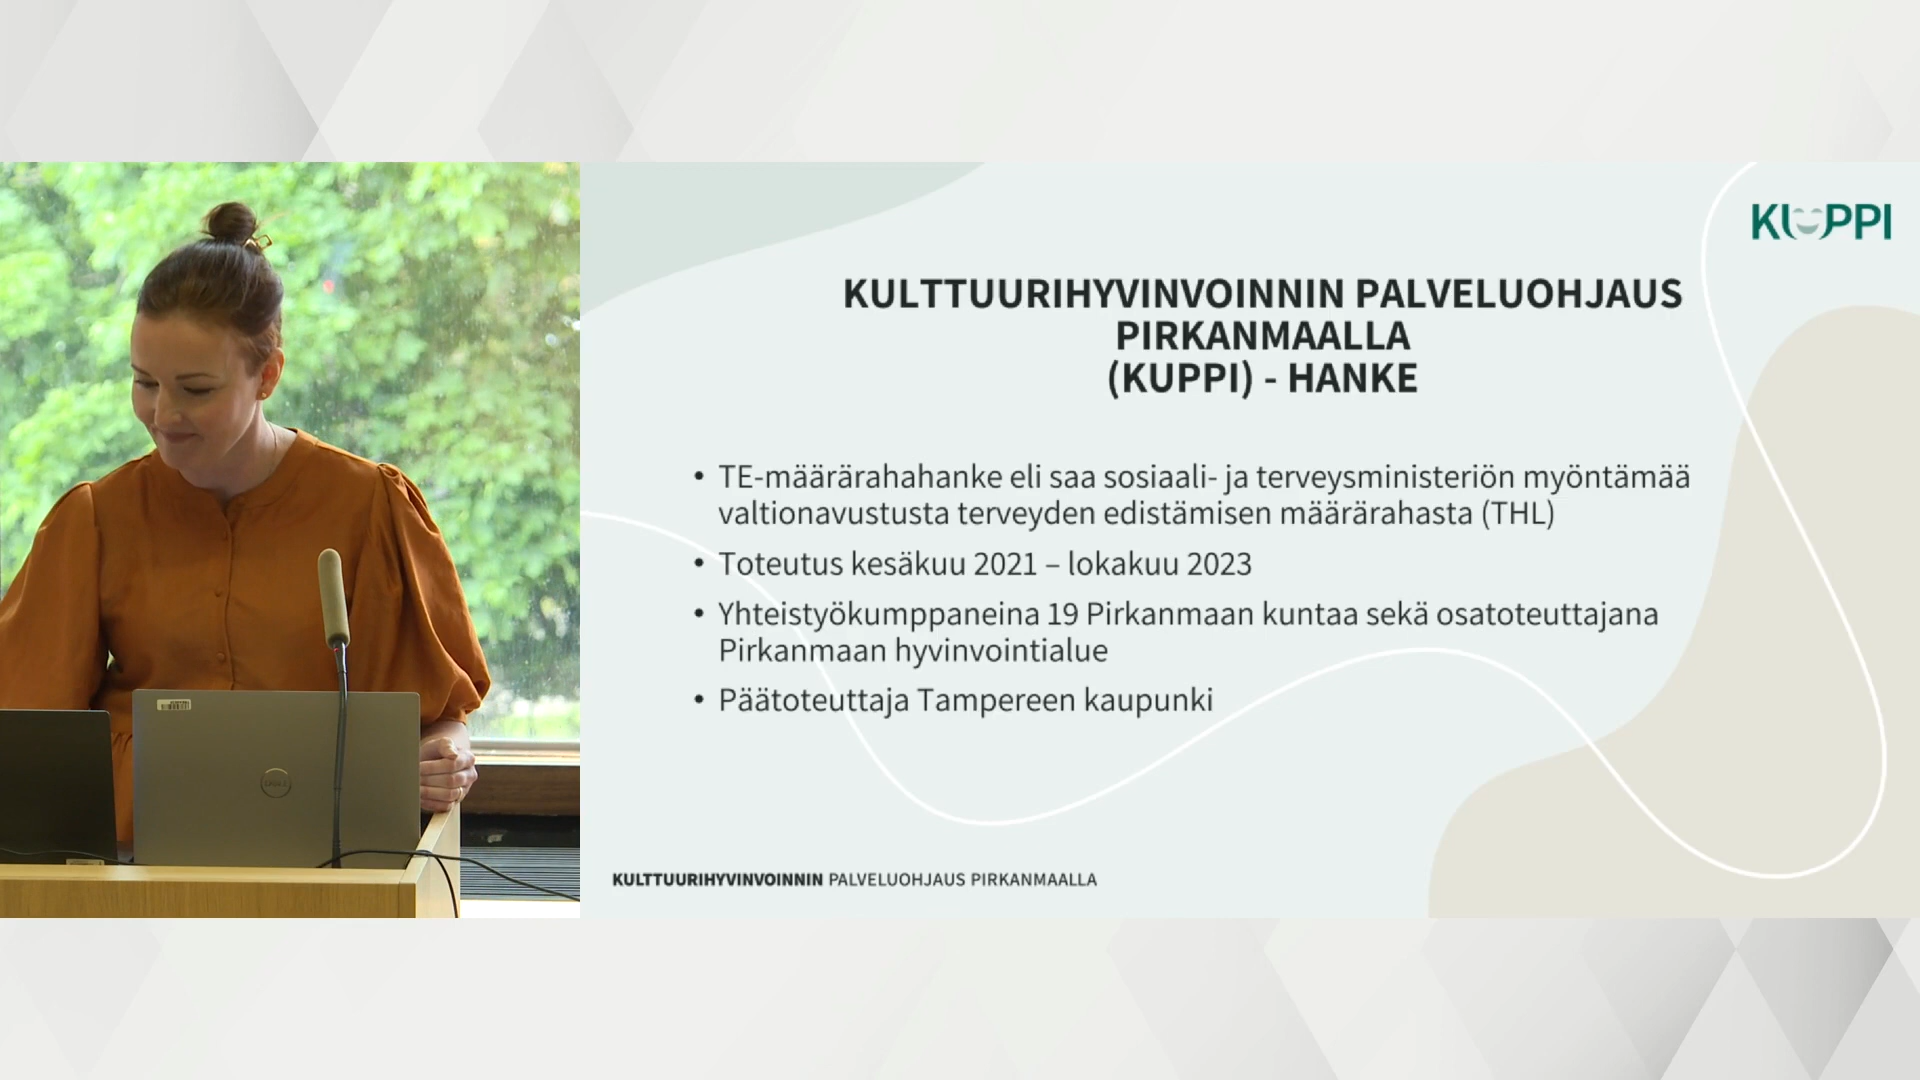 KUPPI
KULTTUURIHYVINVOINNIN PALVELUOHJAUS
PIRKANMAALLA
(KUPPI) - HANKE
• TE-määrärahahanke eli saa sosiaali- ja terveysministeriön myöntämää
valtionavustusta terveyden edistämisen määrärahasta (THL)
• Toteutus kesäkuu 2021 – lokakuu 2023
• Yhteistyökumppaneina 19 Pirkanmaan kuntaa sekä osatoteuttajana
Pirkanmaan hyvinvointialue
• Päätoteuttaja Tampereen kaupunki
KULTTUURIHYVINVOINNIN PALVELUOHJAUS PIRKANMAALLA
DELL